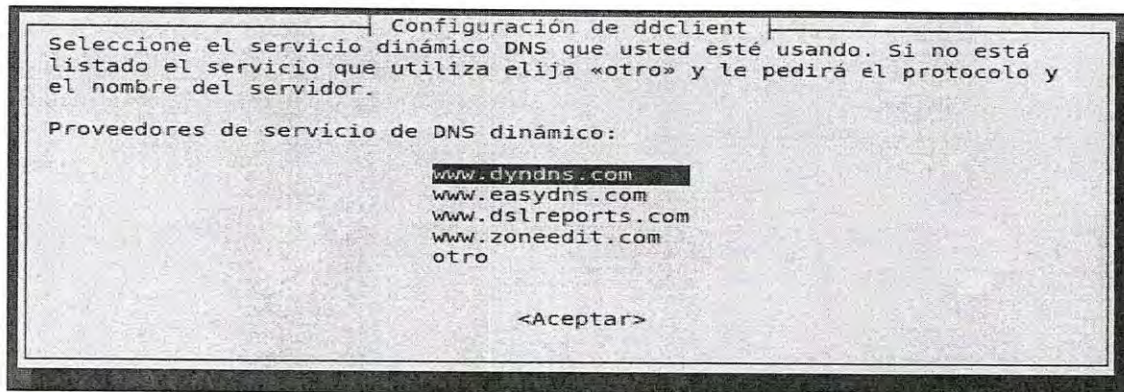 Configuración de ddclient
Seleccione el servicio dinámico DNS que usted esté usando. Si no está
listado el servicio que utiliza elija «otro» y le pedirá el protocolo y
el nombre del servidor.
Proveedores de servicio de DNS dinámico:
www.dyndns.com
www.easydns.com
www.dslreports.com
www.zoneedit.com
otro
<Aceptar>